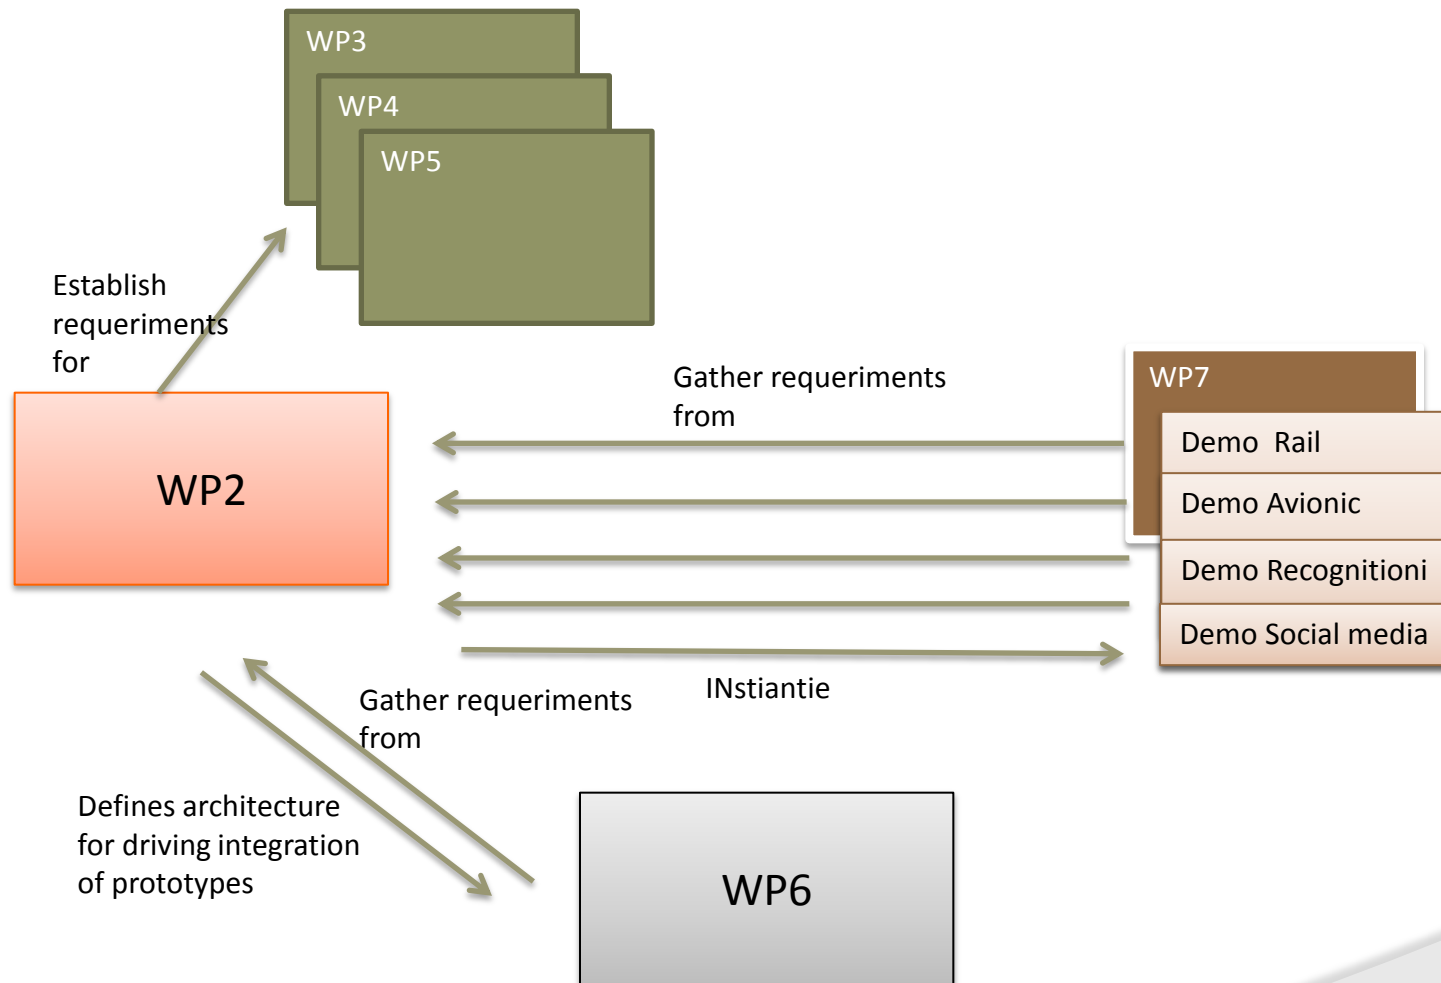 WP3
WP4
WP5
Establish
requeriments
for
Gather requeriments
from
WP7
Demo  Rail
Demo Avionic
Demo Recognitioni
Demo Social media
WP2
INstiantie
Gather requeriments
from
Defines architecture
for driving integration
of prototypes
WP6